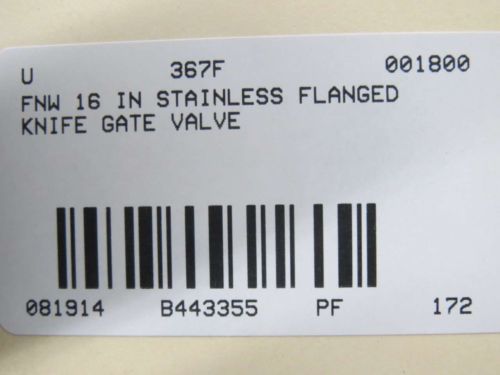 U 367F 001800
FNW 16 IN STAINLESS FLANGED
KNIFE GATE VALVE
081914 B443355 PF 172